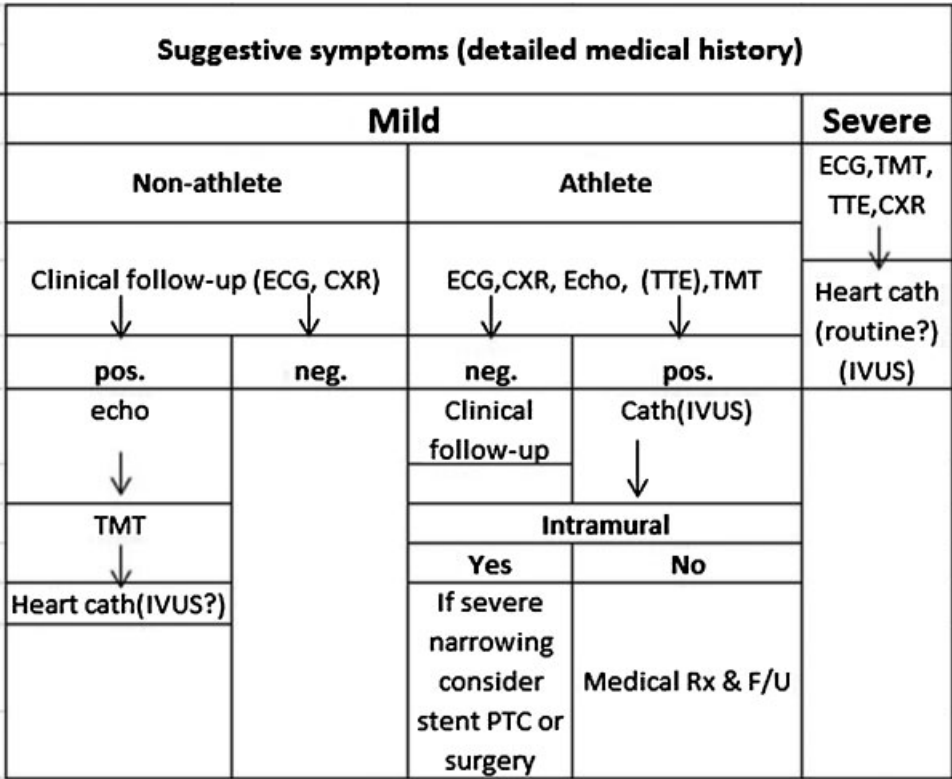 Suggestive symptoms (detailed medical history)
Mild
Severe
Non-athlete
Athlete
ECG,TMT,
TTE,CXR
Clinical follow-up (ECG, CXR)
ECG,CXR, Echo, (TTE),TMT
Heart cath
(routine?)
(IVUS)
pos.
neg.
neg.
pos.
echo
Clinical
follow-up
Cath(IVUS)
TMT
Intramural
Yes
No
Heart cath(IVUS?)
If severe
narrowing
consider
stent PTC or
surgery
Medical Rx & F/U